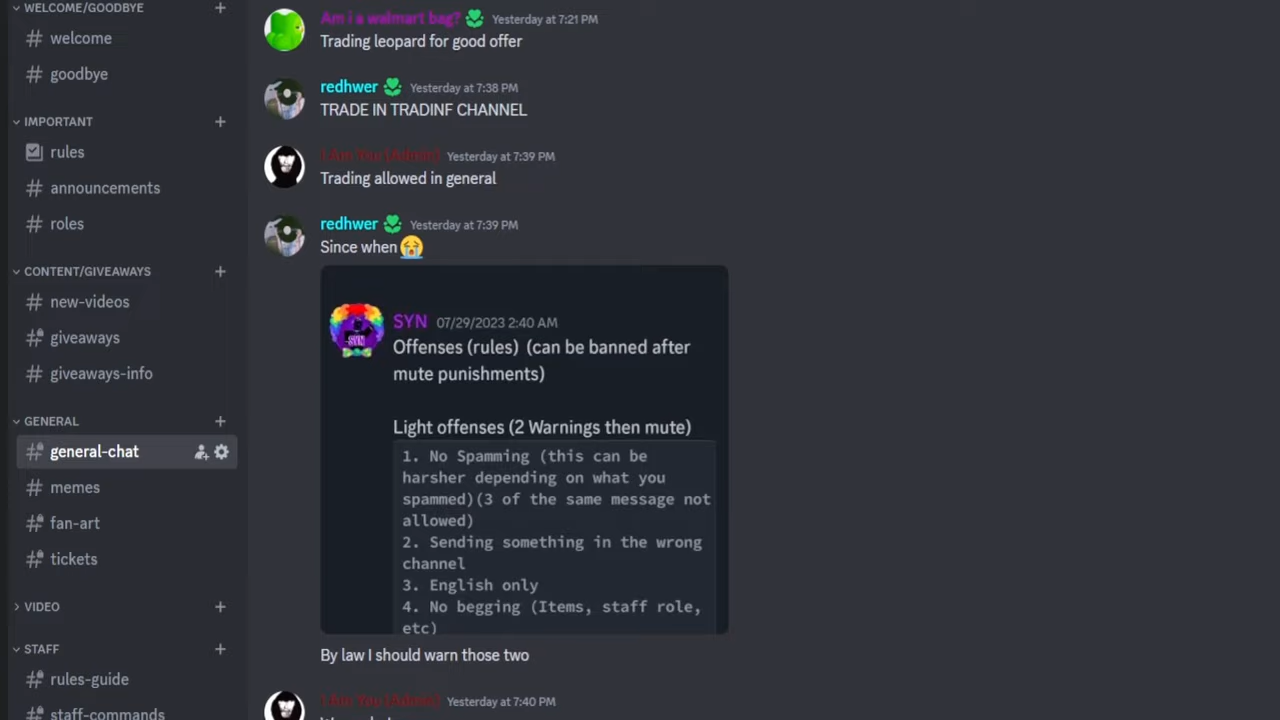 WELCOME/GOODBYE
welcome
goodbye
IMPORTANT
rules
announcements
roles
CONTENT/GIVEAWAYS
new-videos
giveaways
giveaways-info
GENERAL
general-chat
memes
fan-art
tickets
VIDEO
STAFF
rules-guide
staff-commands
Am i a walmart bag? Yesterday at 7:21 PM
Trading leopard for good offer
redhwer Yesterday at 7:38 PM
TRADE IN TRADINF CHANNEL
I Am You (Admin) Yesterday at 7:39 PM
Trading allowed in general
redhwer Yesterday at 7:39 PM
Since when
SYN 07/29/2023 2:40 AM
Offenses (rules) (can be banned after
mute punishments)
Light offenses (2 Warnings then mute)
1. No Spamming (this can be
harsher depending on what you
spammed)(3 of the same message not
allowed)
2. Sending something in the wrong
channel
3. English only
4. No begging (Items, staff role,
etc)
By law I should warn those two
I Am You (Admin) Yesterday at 7:40 PM